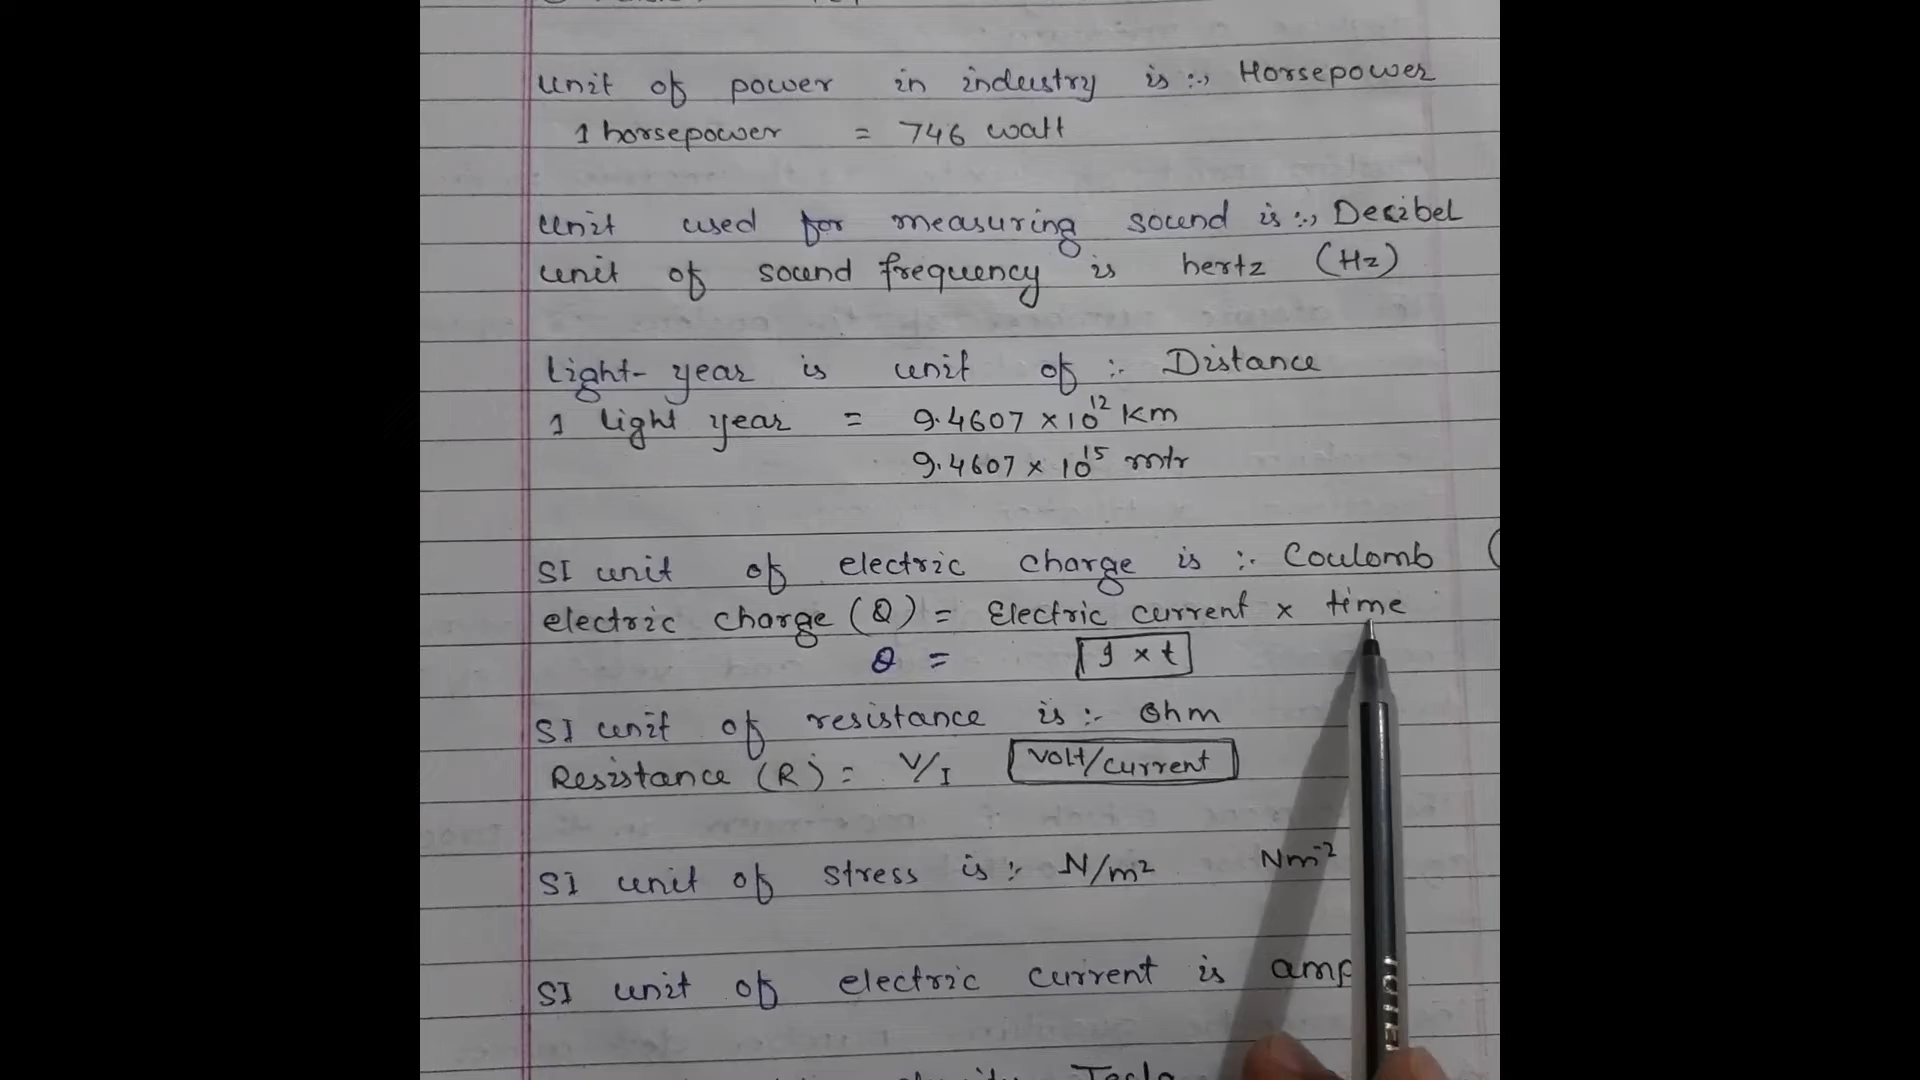 Unit of power in industry is :-, Horsepower
1 horsepower = 746 watt
Unit used for measuring sound is :-, Decibel
unit of sound frequency is hertz (Hz)
Light-year is unit of :- Distance
1 light year = 9.4607 × 10¹² Km
9.4607 × 10¹⁵ mtr
SI unit of electric charge is :- Coulomb (
electric charge (Q) = Electric current × time
Q = I × t
SI unit of resistance is :- Ohm
Resistance (R) = V/I volt/current
SI unit of stress is :- N/m² Nm⁻²
SI unit of electric current is amp
Tesla